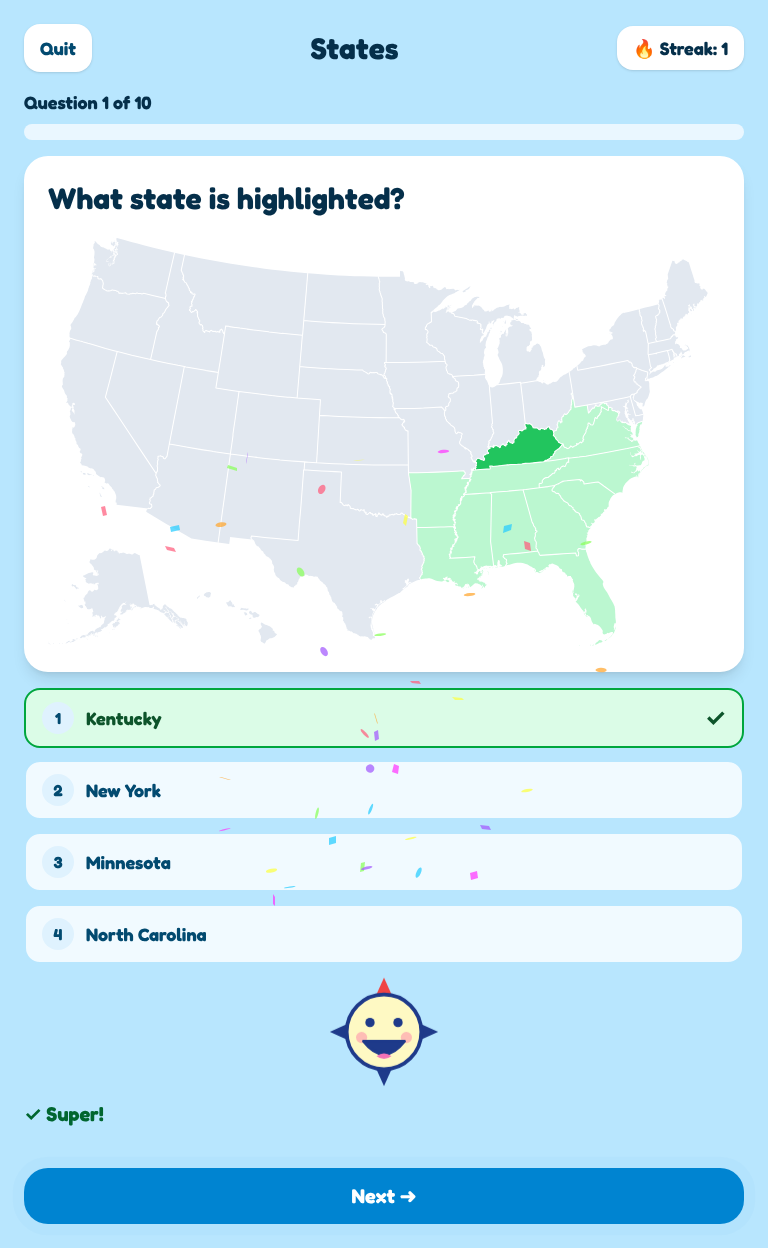 Quit
States
🔥 Streak: 1
Question 1 of 10
What state is highlighted?
1 Kentucky ✓
2 New York
3 Minnesota
4 North Carolina
✓ Super!
Next →